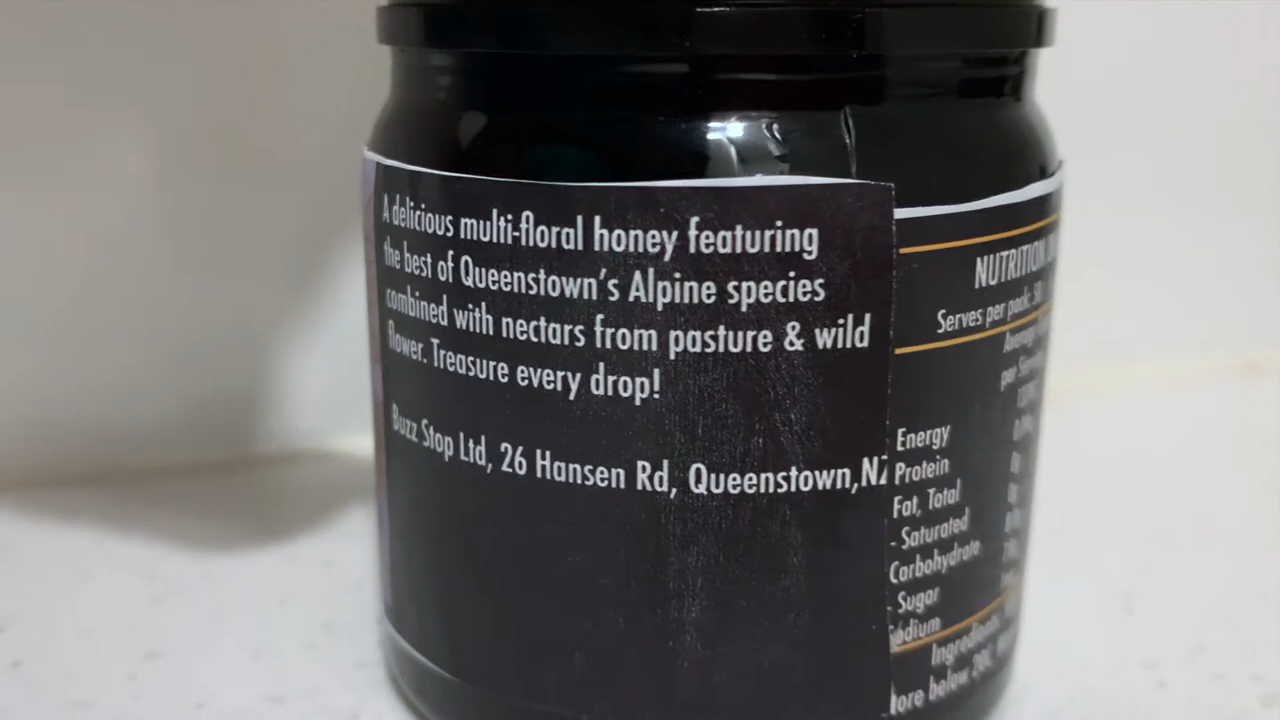 A delicious multi-floral honey featuring
the best of Queenstown's Alpine species
combined with nectars from pasture & wild
flower. Treasure every drop!
Buzz Stop Ltd, 26 Hansen Rd, Queenstown,NZ
NUTRITION
Serves per pack: 50
Average
per
Energy
Protein
Fat, Total
- Saturated
Carbohydrate
- Sugar
Sodium
Ingredients:
tore below 20C